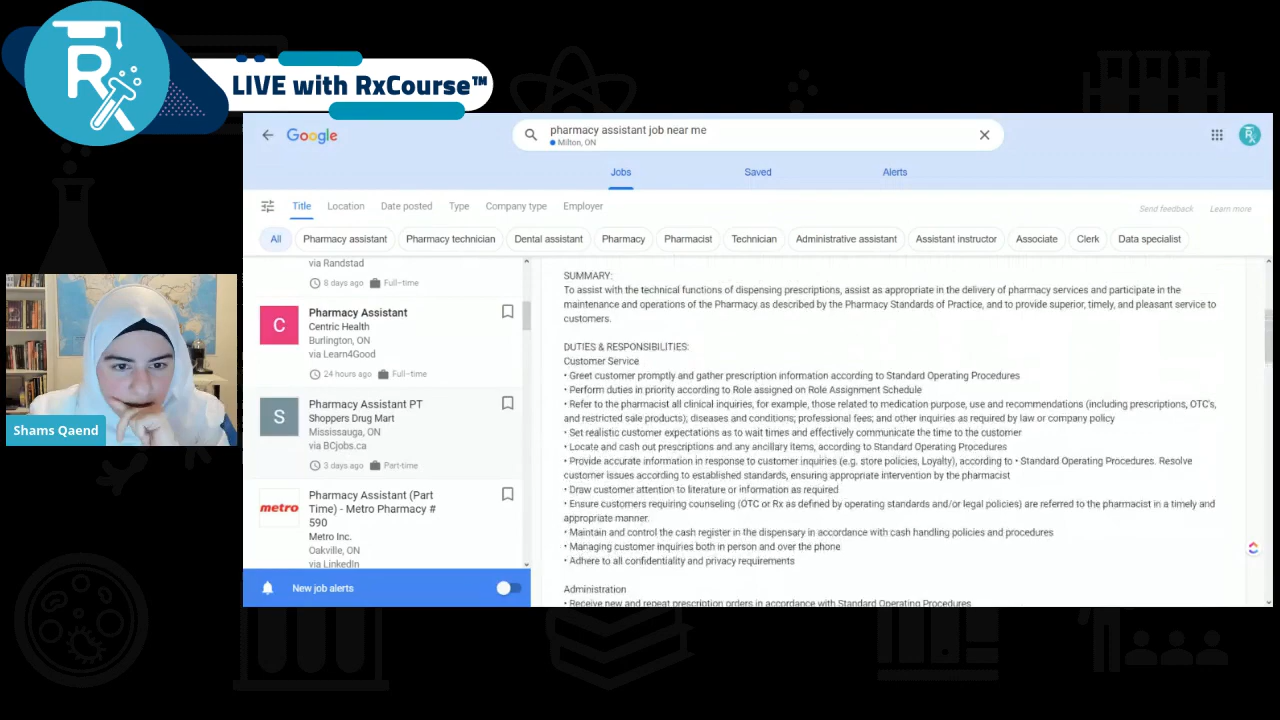 Rx
LIVE with RxCourse™
Google
pharmacy assistant job near me
Milton, ON
Jobs
Saved
Alerts
Title
Location
Date posted
Type
Company type
Employer
Send feedback
Learn more
All
Pharmacy assistant
Pharmacy technician
Dental assistant
Pharmacy
Pharmacist
Technician
Administrative assistant
Assistant instructor
Associate
Clerk
Data specialist
via Randstad
8 days ago
Full-time
C
Pharmacy Assistant
Centric Health
Burlington, ON
via Learn4Good
24 hours ago
Full-time
S
Pharmacy Assistant PT
Shoppers Drug Mart
Mississauga, ON
via BCjobs.ca
3 days ago
Part-time
metro
Pharmacy Assistant (Part
Time) - Metro Pharmacy #
590
Metro Inc.
Oakville, ON
via LinkedIn
New job alerts
SUMMARY:
To assist with the technical functions of dispensing prescriptions, assist as appropriate in the delivery of pharmacy services and participate in the
maintenance and operations of the Pharmacy as described by the Pharmacy Standards of Practice, and to provide superior, timely, and pleasant service to
customers.
DUTIES & RESPONSIBILITIES:
Customer Service
• Greet customer promptly and gather prescription information according to Standard Operating Procedures
• Perform duties in priority according to Role assigned on Role Assignment Schedule
• Refer to the pharmacist all clinical inquiries, for example, those related to medication purpose, use and recommendations (including prescriptions, OTC's,
and restricted sale products); diseases and conditions; professional fees; and other inquiries as required by law or company policy
• Set realistic customer expectations as to wait times and effectively communicate the time to the customer
• Locate and cash out prescriptions and any ancillary items, according to Standard Operating Procedures
• Provide accurate information in response to customer inquiries (e.g. store policies, Loyalty), according to • Standard Operating Procedures. Resolve
customer issues according to established standards, ensuring appropriate intervention by the pharmacist
• Draw customer attention to literature or information as required
• Ensure customers requiring counseling (OTC or Rx as defined by operating standards and/or legal policies) are referred to the pharmacist in a timely and
appropriate manner.
• Maintain and control the cash register in the dispensary in accordance with cash handling policies and procedures
• Managing customer inquiries both in person and over the phone
• Adhere to all confidentiality and privacy requirements
Administration
• Receive new and repeat prescription orders in accordance with Standard Operating Procedures
Shams Qaend